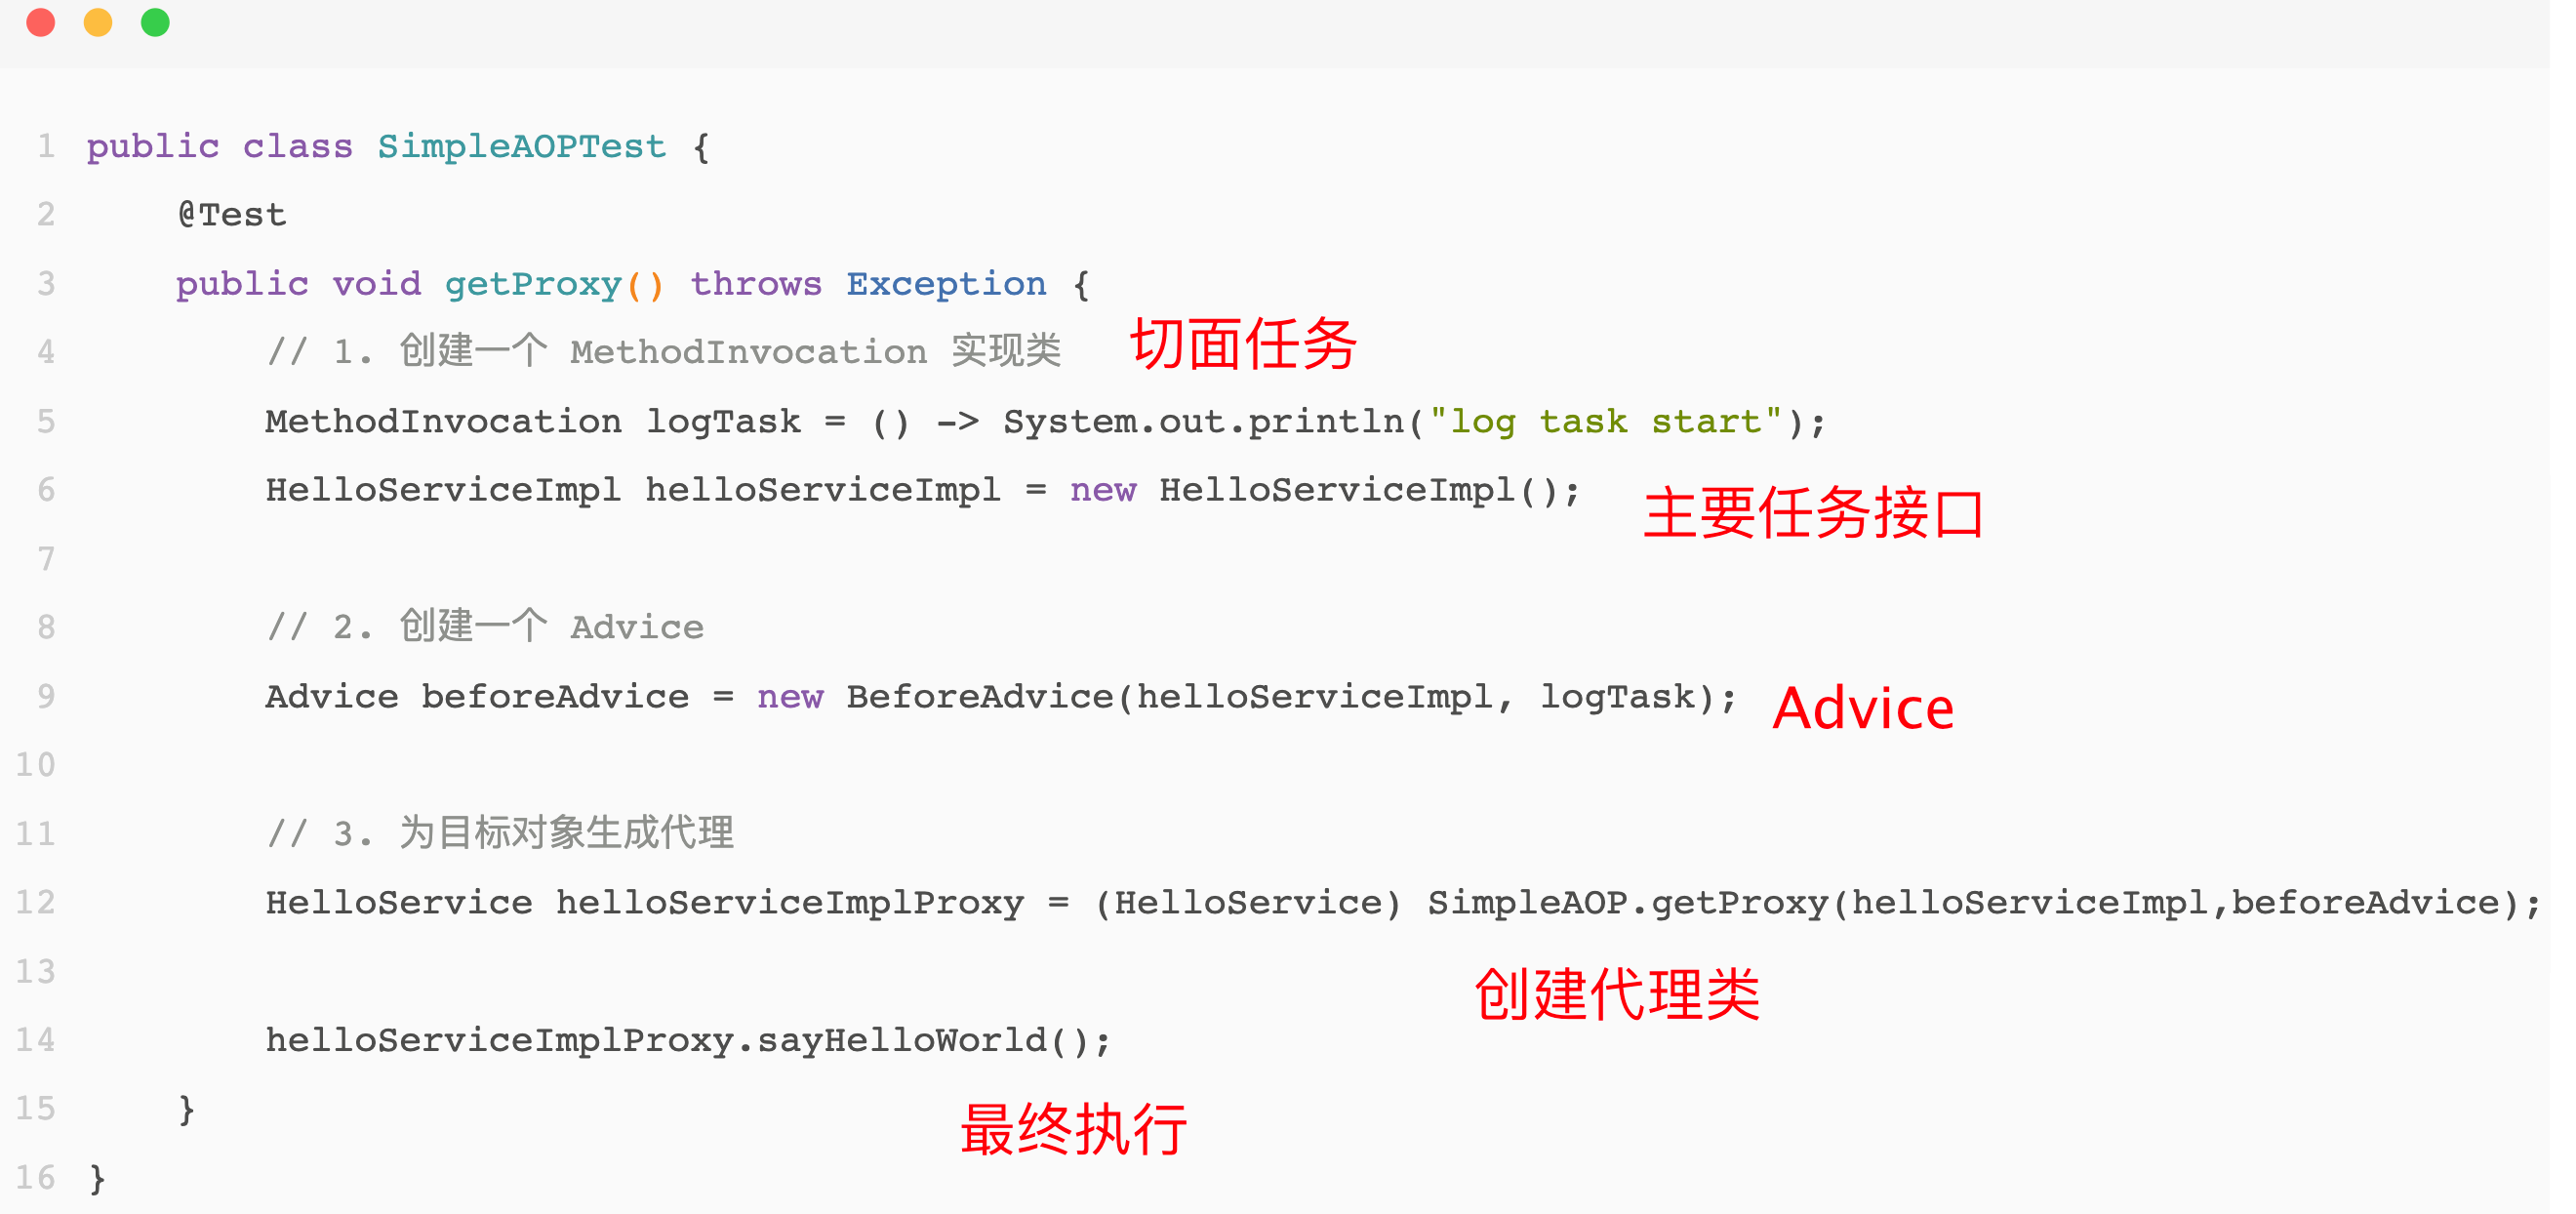 1 public class SimpleAOPTest {
2 @Test
3 public void getProxy() throws Exception {
4 // 1. 创建一个 MethodInvocation 实现类 切面任务
5 MethodInvocation logTask = () -> System.out.println("log task start");
6 HelloServiceImpl helloServiceImpl = new HelloServiceImpl(); 主要任务接口
7
8 // 2. 创建一个 Advice
9 Advice beforeAdvice = new BeforeAdvice(helloServiceImpl, logTask); Advice
10
11 // 3. 为目标对象生成代理
12 HelloService helloServiceImplProxy = (HelloService) SimpleAOP.getProxy(helloServiceImpl,beforeAdvice);
13 创建代理类
14 helloServiceImplProxy.sayHelloWorld();
15 } 最终执行
16 }